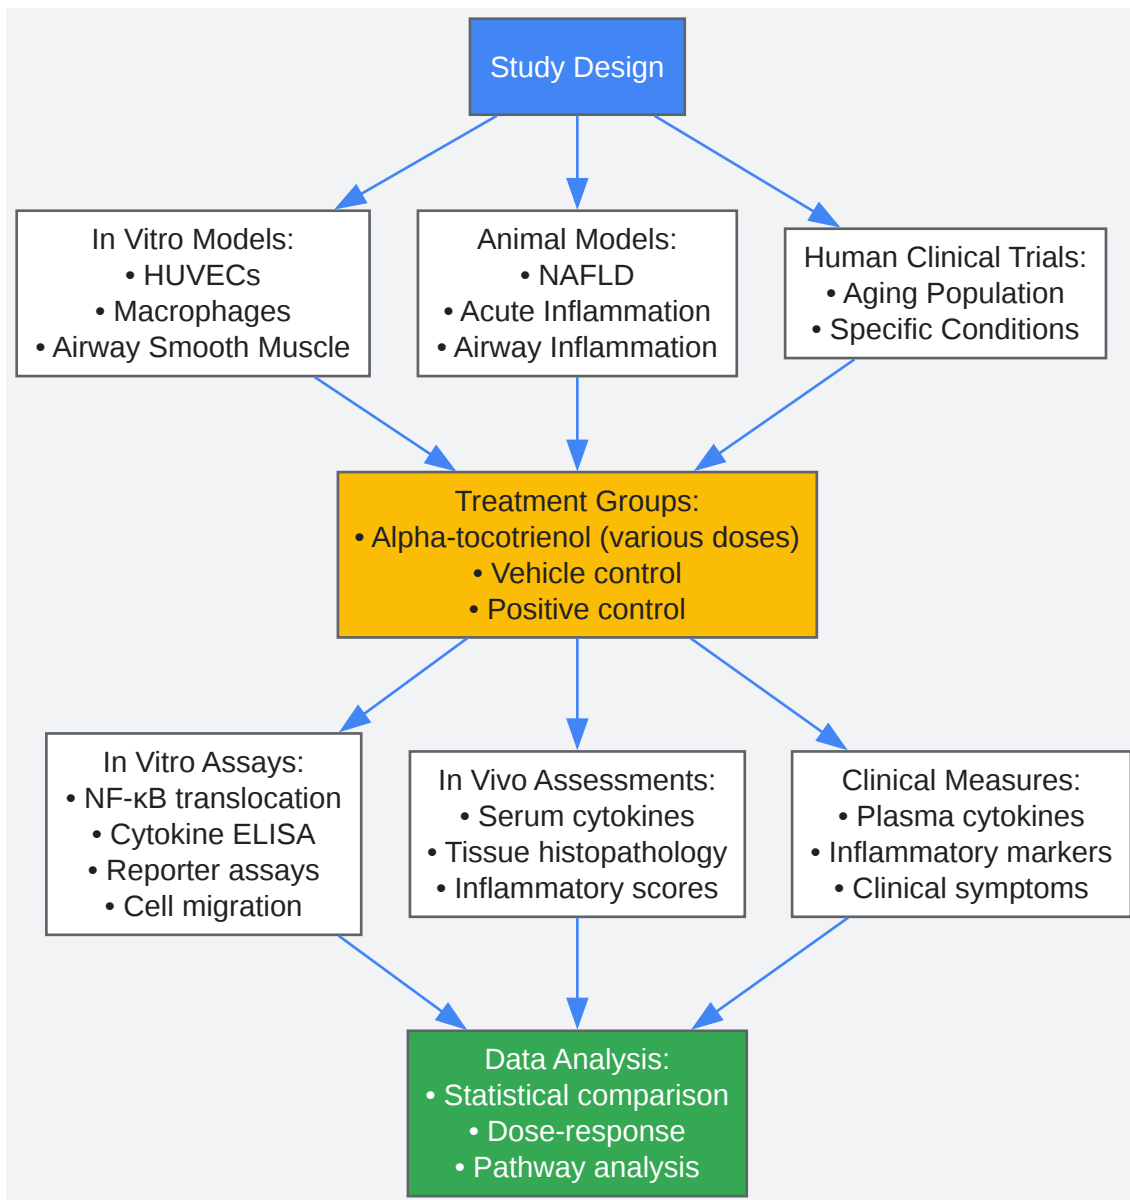 Study Design
In Vitro Models:
• HUVECs
• Macrophages
• Airway Smooth Muscle
Animal Models:
• NAFLD
• Acute Inflammation
• Airway Inflammation
Human Clinical Trials:
• Aging Population
• Specific Conditions
Treatment Groups:
• Alpha-tocotrienol (various doses)
• Vehicle control
• Positive control
In Vitro Assays:
• NF-κB translocation
• Cytokine ELISA
• Reporter assays
• Cell migration
In Vivo Assessments:
• Serum cytokines
• Tissue histopathology
• Inflammatory scores
Clinical Measures:
• Plasma cytokines
• Inflammatory markers
• Clinical symptoms
Data Analysis:
• Statistical comparison
• Dose-response
• Pathway analysis